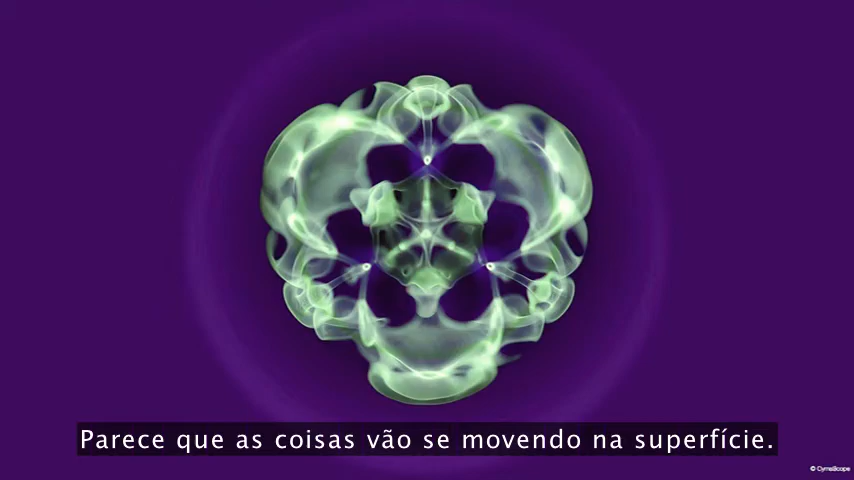 Parece que as coisas vão se movendo na superfície.
© CymaScope